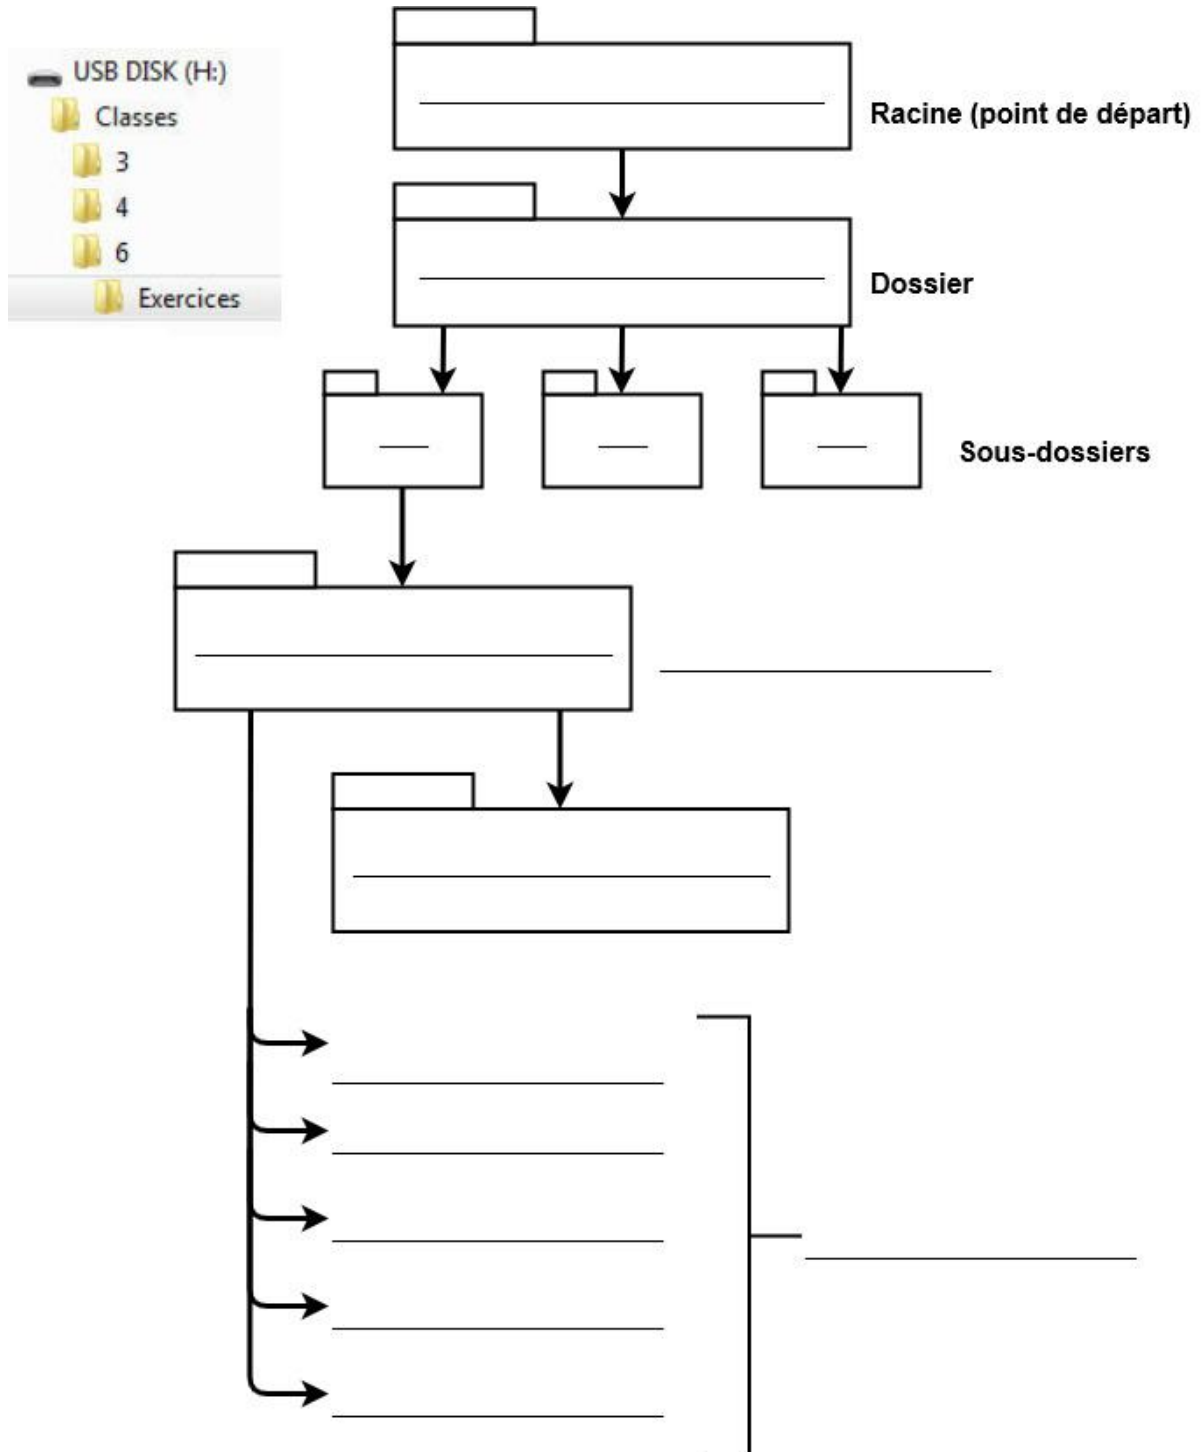 USB DISK (H:)
Classes
3
4
6
Exercices
Racine (point de départ)
Dossier
Sous-dossiers